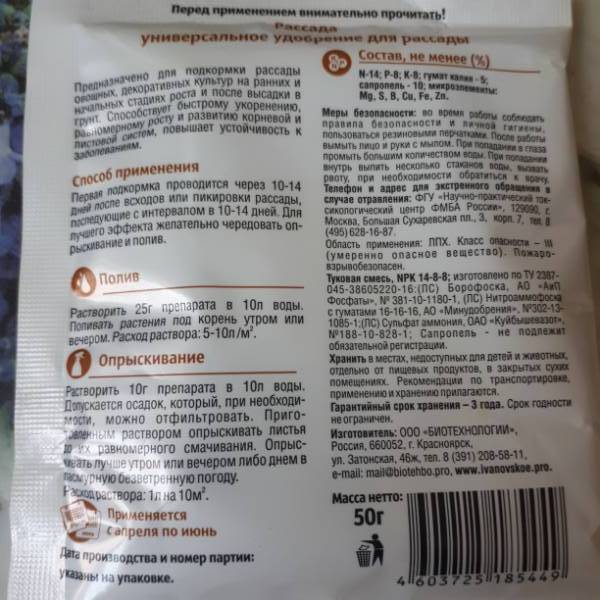 Перед применением внимательно прочитать!
Рассада
универсальное удобрение для рассады
Предназначено для подкормки рассады
овощных, декоративных культур на ранних и
начальных стадиях роста и после высадки в
грунт. Способствует быстрому укоренению,
равномерному росту и развитию корневой и
листовой систем, повышает устойчивость к
заболеваниям.
Способ применения
Первая подкормка проводится через 10-14
дней после всходов или пикировки рассады,
последующие с интервалом в 10-14 дней. Для
лучшего эффекта желательно чередовать оп-
рыскивание и полив.
Полив
Растворить 25г препарата в 10л воды.
Поливать растения под корень утром или
вечером. Расход раствора: 5-10л/м².
Опрыскивание
Растворить 10г препарата в 10л воды.
Допускается осадок, который, при необходи-
мости, можно отфильтровать. Приго-
товленным раствором опрыскивать листья
до их равномерного смачивания. Опрыс-
кивать лучше утром или вечером либо днем в
пасмурную безветренную погоду.
Расход раствора: 1л на 10м².
Применяется
с апреля по июнь
Дата производства и номер партии:
указаны на упаковке.
Состав, не менее (%)
N-14; P-8; K-8; гумат калия - 5;
сапропель - 10; микроэлементы:
Mg, S, B, Cu, Fe, Zn.
Меры безопасности: во время работы соблюдать
правила безопасности и личной гигиены,
пользоваться резиновыми перчатками. После работы
вымыть лицо и руки с мылом. При попадании в глаза
промыть большим количеством воды. При попадании
внутрь выпить несколько стаканов воды, вызвать
рвоту, при необходимости обратиться к врачу.
Телефон и адрес для экстренного обращения в
случае отравления: ФГУ «Научно-практический ток-
сикологический центр ФМБА России», 129090, г.
Москва, Большая Сухаревская пл., 3, корп. 7, тел. 8
(495) 628-16-87.
Область применения: ЛПХ. Класс опасности – III
(умеренно опасное вещество). Пожаро-
взрывобезопасен.
Туковая смесь, NPK 14-8-8; изготовлено по ТУ 2387-
045-38605220-16:(ЛС) Борофоска, АО «АиП
Фосфаты», № 381-10-1180-1, (ЛС) Нитроаммофоска
с гуматами 16-16-16, АО «Минудобрения», №302-13-
1085-1;(ЛС) Сульфат аммония, ОАО «Куйбышевазот»,
№188-10-828-1; Сапропель - не подлежит
обязательной регистрации.
Хранить в местах, недоступных для детей и животных,
отдельно от пищевых продуктов, в закрытых сухих
помещениях. Рекомендации по транспортировке,
применению и хранению прилагаются.
Гарантийный срок хранения – 3 года. Срок годности
не ограничен.
Изготовитель: ООО «БИОТЕХНОЛОГИИ»,
Россия, 660052, г. Красноярск,
ул. Затонская, 46ж, тел. 8 (391) 208-58-11,
e-mail: mail@biotehbo.pro, www.ivanovskoe.pro.
Масса нетто:
50г
4 603725 185449